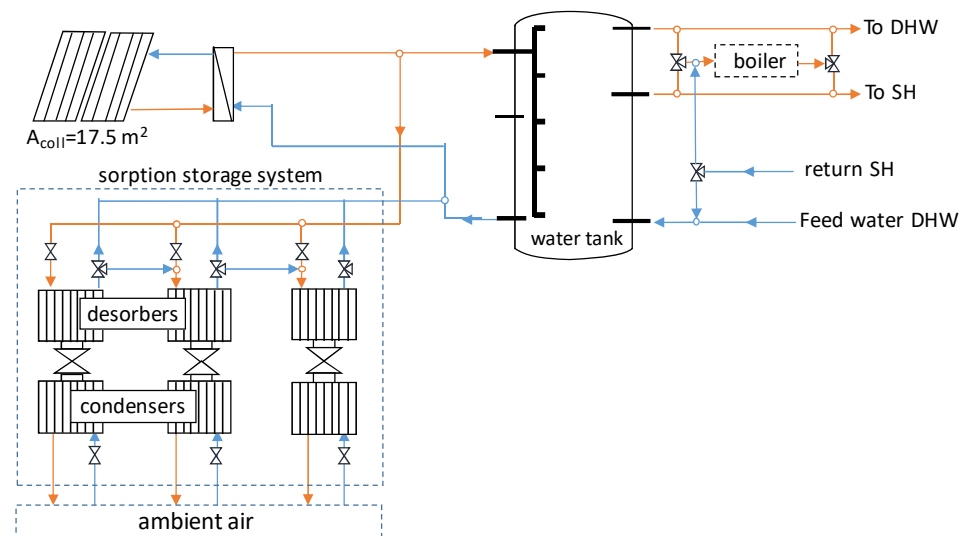 To DHW
boiler
To SH
A_coll=17.5 m²
sorption storage system
return SH
Feed water DHW
water tank
desorbers
condensers
ambient air